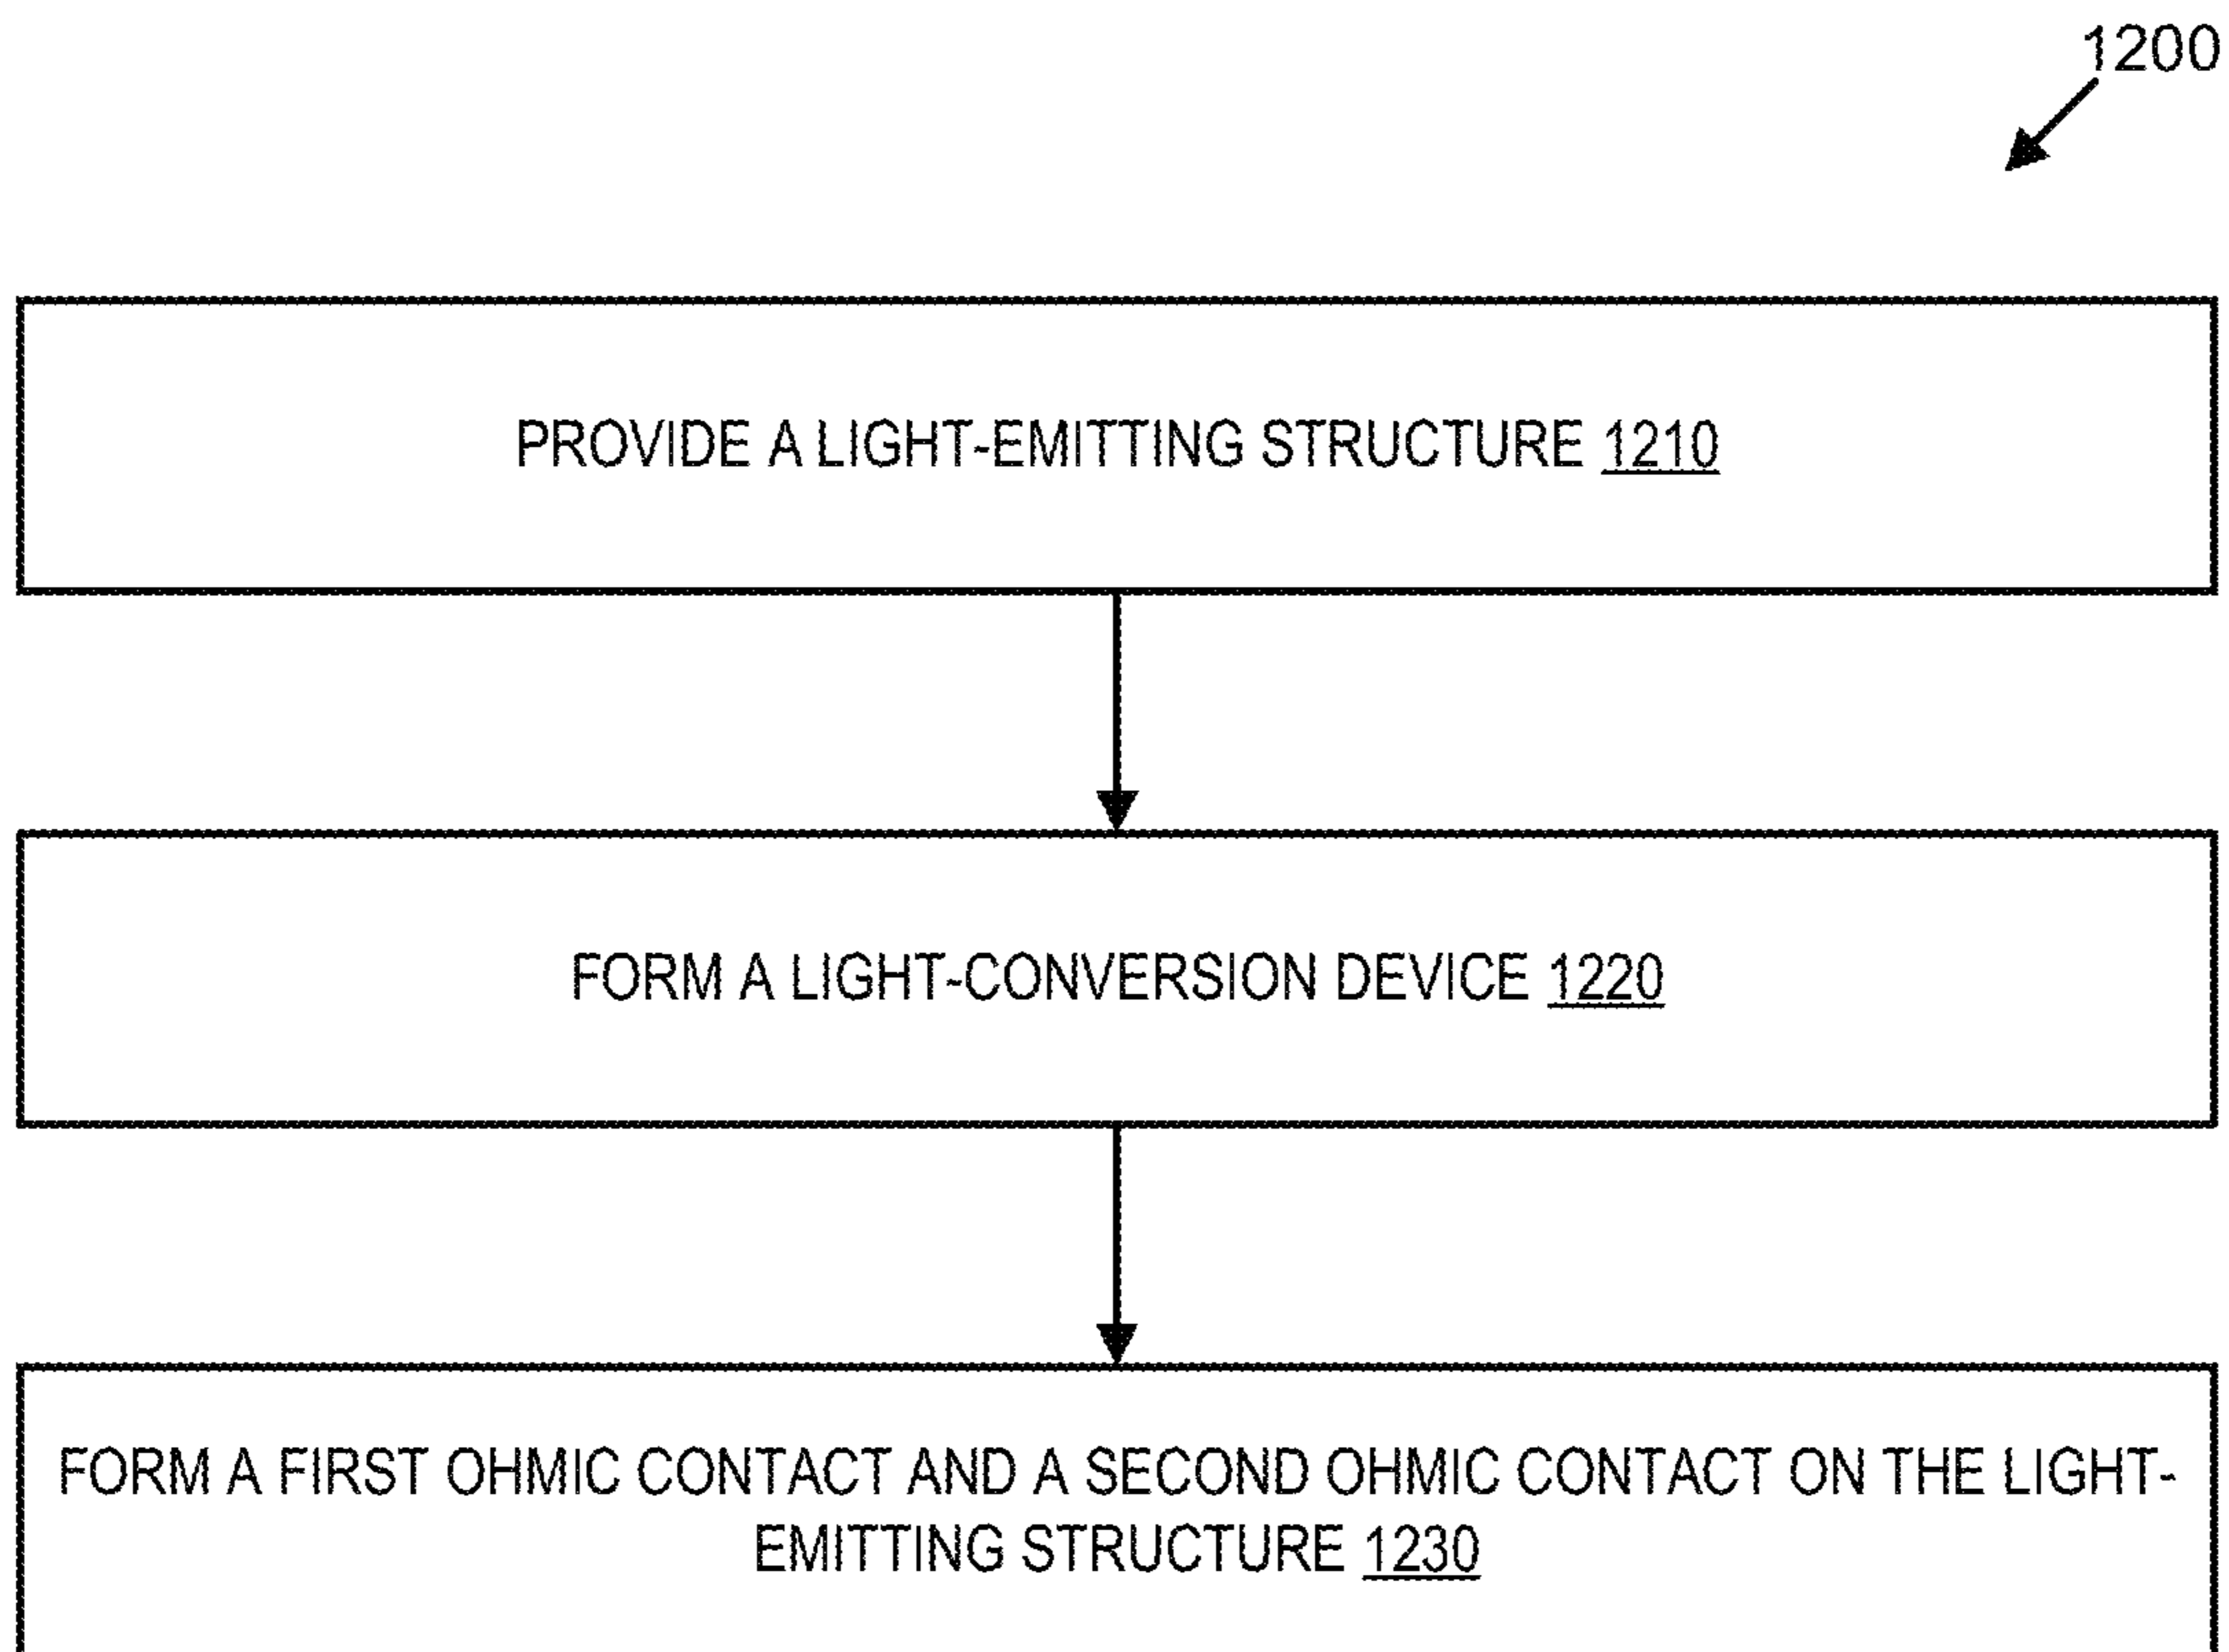 1200
PROVIDE A LIGHT-EMITTING STRUCTURE 1210
FORM A LIGHT-CONVERSION DEVICE 1220
FORM A FIRST OHMIC CONTACT AND A SECOND OHMIC CONTACT ON THE LIGHT-
EMITTING STRUCTURE 1230